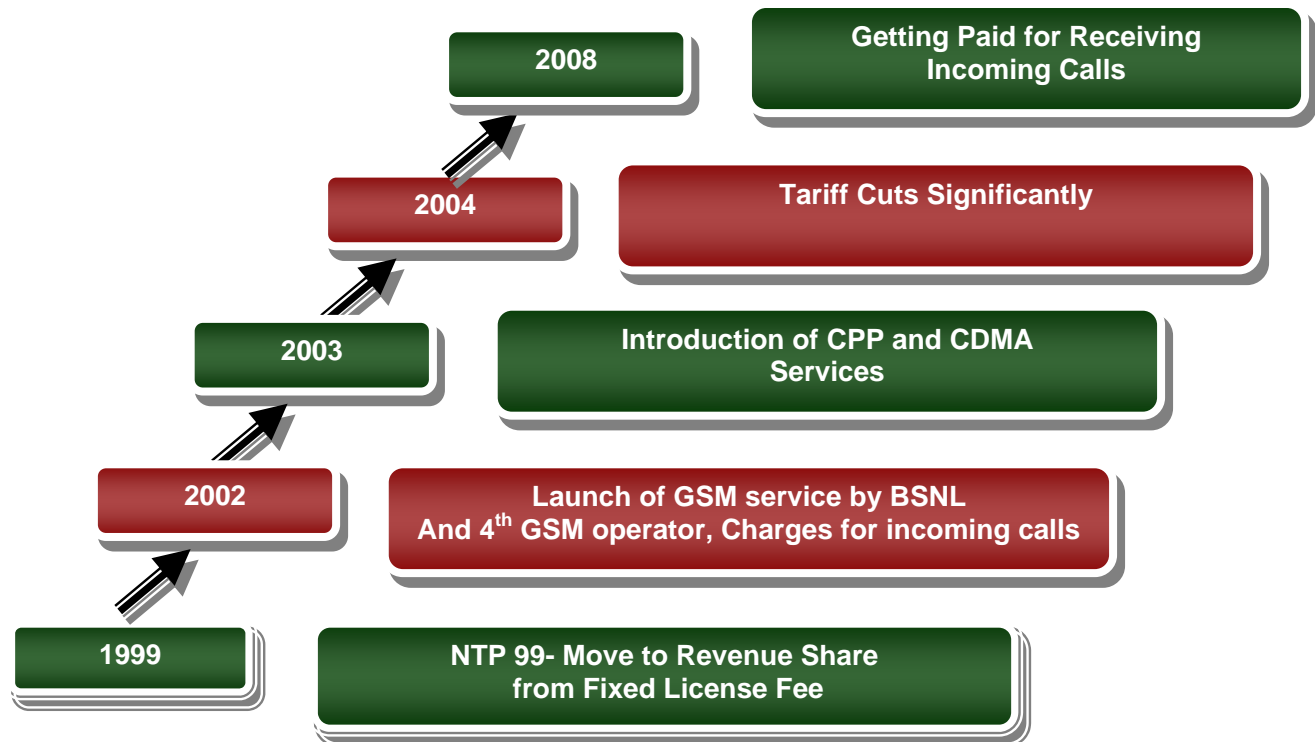 2008
Getting Paid for Receiving
Incoming Calls
2004
Tariff Cuts Significantly
2003
Introduction of CPP and CDMA
Services
2002
Launch of GSM service by BSNL
And 4th GSM operator, Charges for incoming calls
1999
NTP 99- Move to Revenue Share
from Fixed License Fee